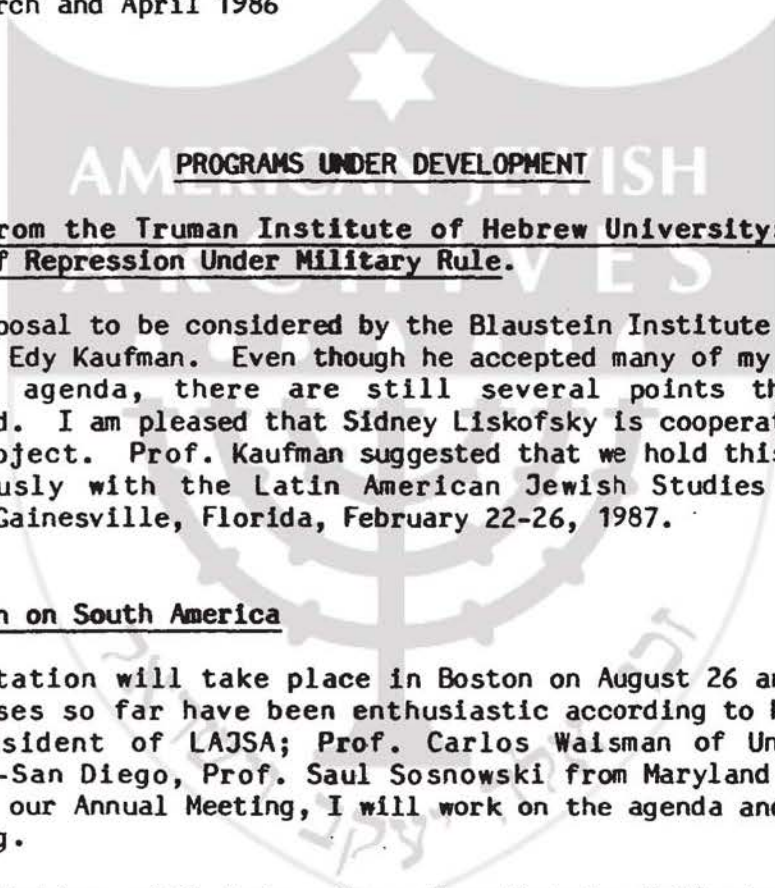 rch and April 1986
AMERICAN JEWISH
ARCHIVES
PROGRAMS UNDER DEVELOPMENT
rom the Truman Institute of Hebrew University:
f Repression Under Military Rule.
posal to be considered by the Blaustein Institute
Edy Kaufman. Even though he accepted many of my
agenda, there are still several points th
d. I am pleased that Sidney Liskofsky is cooperat
oject. Prof. Kaufman suggested that we hold this
usly with the Latin American Jewish Studies
Gainesville, Florida, February 22-26, 1987.
n on South America
tation will take place in Boston on August 26 an
ses so far have been enthusiastic according to
sident of LAJSA; Prof. Carlos Waisman of Un
-San Diego, Prof. Saul Sosnowski from Maryland
our Annual Meeting, I will work on the agenda and
g.